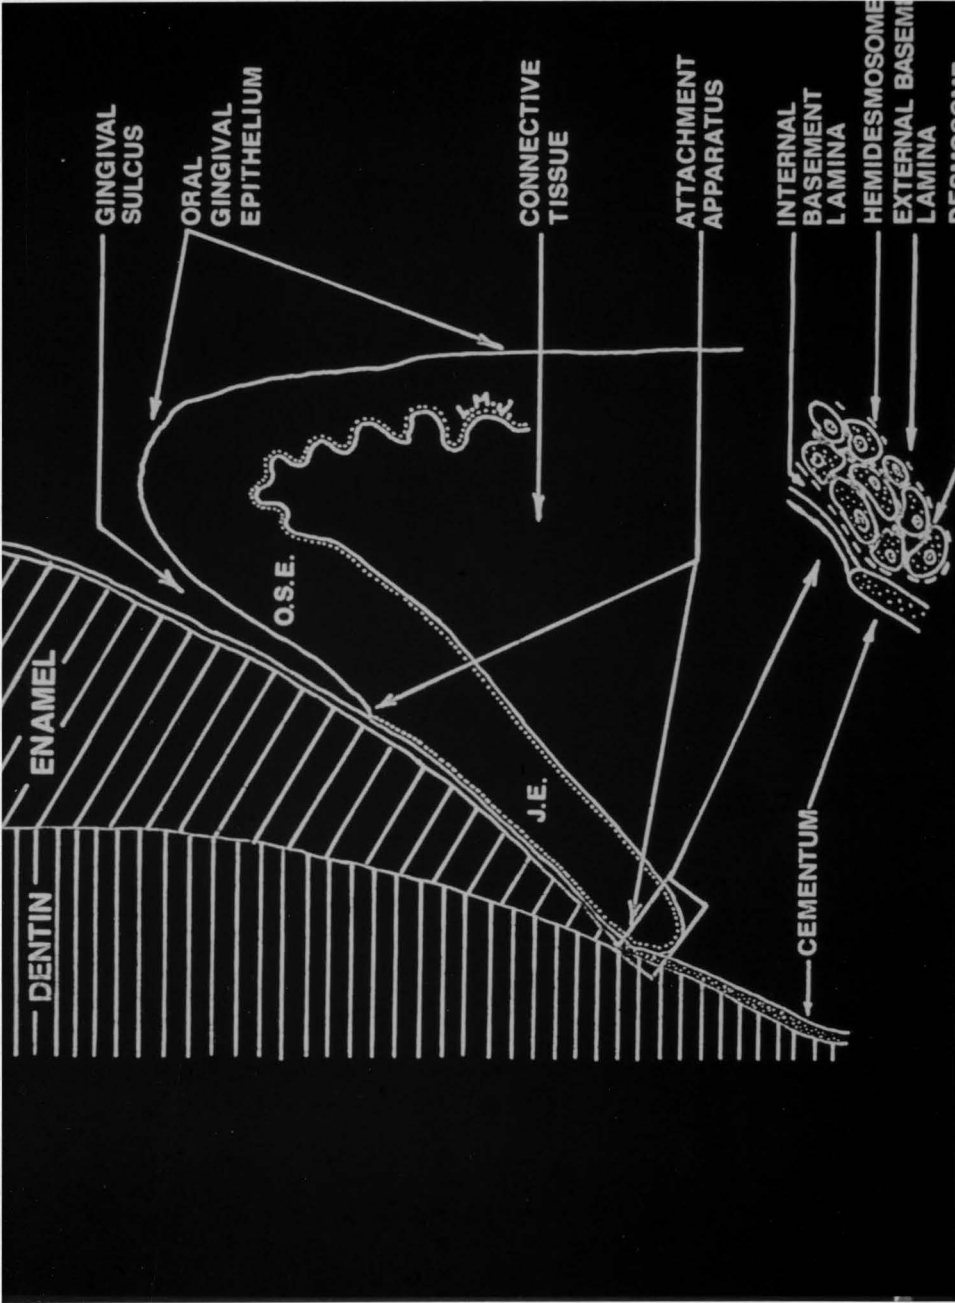 GINGIVAL
SULCUS
ORAL
GINGIVAL
EPITHELIUM
CONNECTIVE
TISSUE
ATTACHMENT
APPARATUS
INTERNAL
BASEMENT
LAMINA
HEMIDESMOSOME
EXTERNAL BASEM
LAMINA
ENAMEL
DENTIN
O.S.E.
J.E.
CEMENTUM